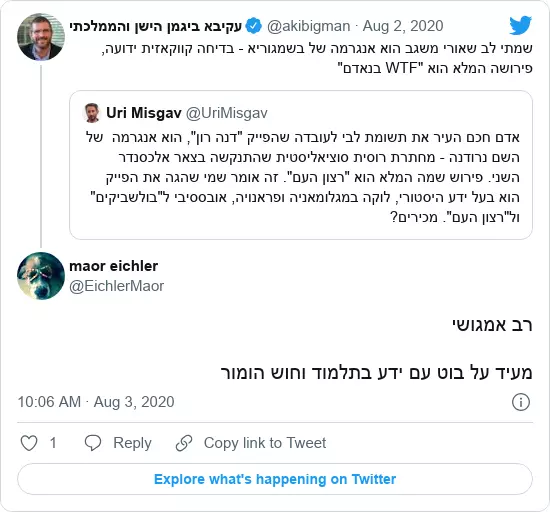 עקיבא ביגמן הישן והממלכתי @akibigman · Aug 2, 2020
שמתי לב שאורי משגב הוא אנגרמה של בשמגוריא - בדיחה קווקאזית ידועה,
פירושה המלא הוא "WTF בנאדם"
Uri Misgav @UriMisgav
אדם חכם העיר את תשומת לבי לעובדה שהפייק "דנה רון", הוא אנגרמה של
השם נרודנה - מחתרת רוסית סוציאליסטית שהתנקשה בצאר אלכסנדר
השני. פירוש שמה המלא הוא "רצון העם". זה אומר שמי שהגה את הפייק
הוא בעל ידע היסטורי, לוקה במגלומאניה ופראנויה, אובססיבי ל"בולשביקים"
ול"רצון העם". מכירים?
maor eichler
@EichlerMaor
רב אמגושי
מעיד על בוט עם ידע בתלמוד וחוש הומור
10:06 AM · Aug 3, 2020
1 Reply Copy link to Tweet
Explore what's happening on Twitter